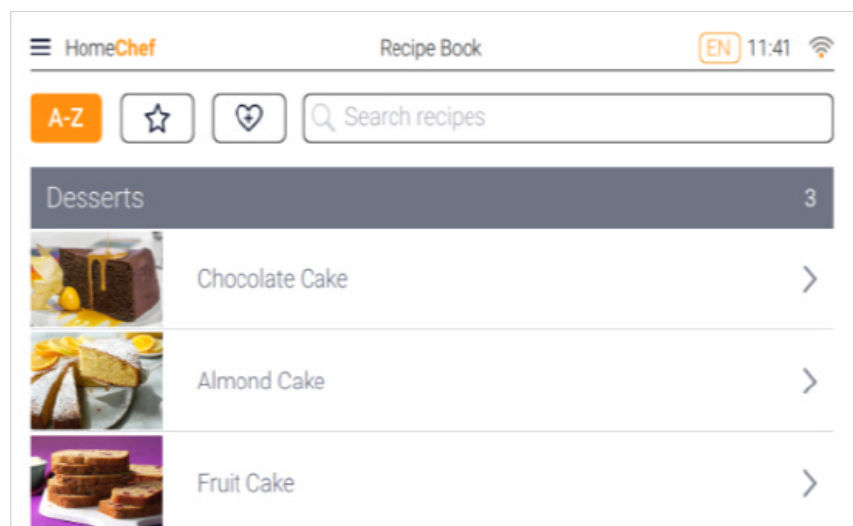 HomeChef Recipe Book EN 11:41
A-Z Search recipes
Desserts 3
Chocolate Cake
Almond Cake
Fruit Cake